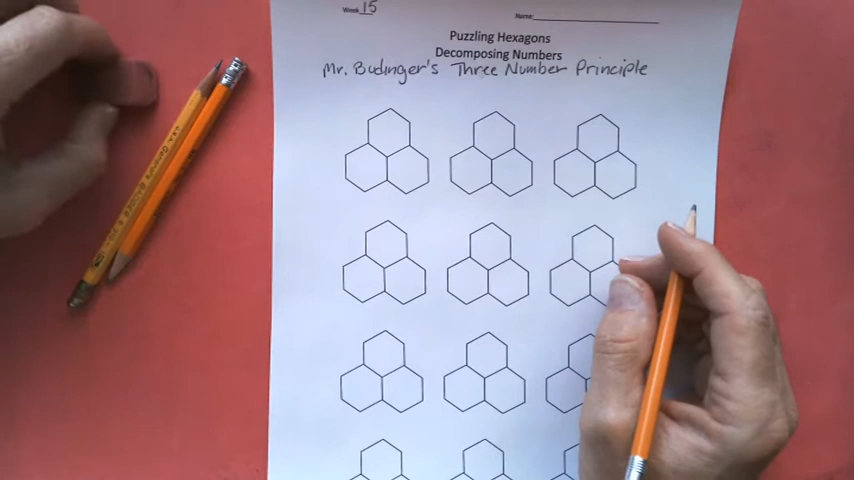 Week 15 Name:
Puzzling Hexagons
Decomposing Numbers
Mr. Budinger's Three Number Principle